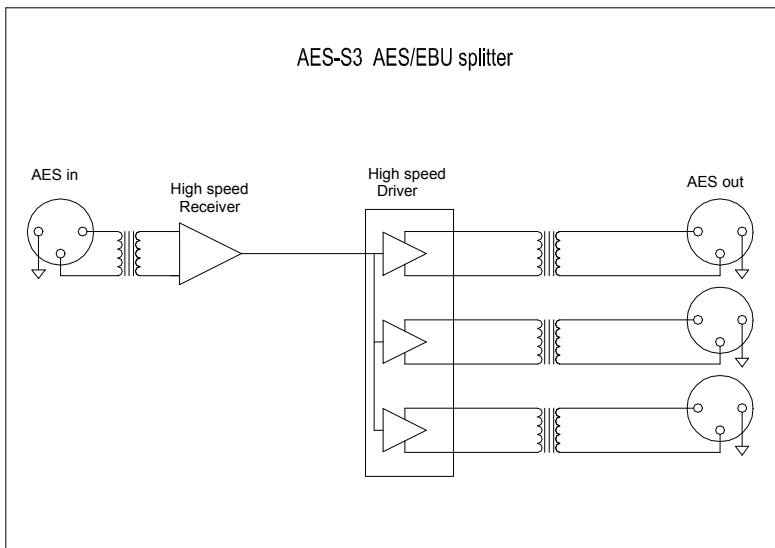 AES-S3 AES/EBU splitter
AES in
High speed
Receiver
High speed
Driver
AES out